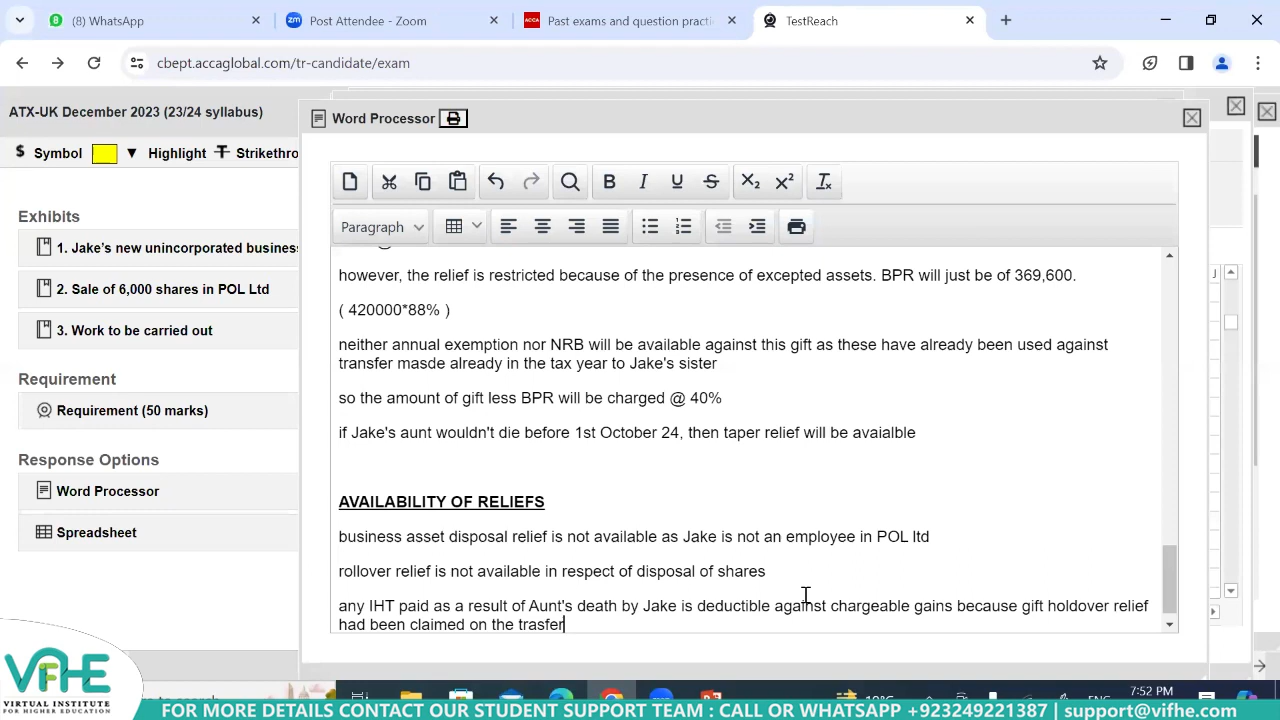 (8) WhatsApp
Post Attendee - Zoom
ACCA
Past exams and question practi
TestReach
cbept.accaglobal.com/tr-candidate/exam
ATX-UK December 2023 (23/24 syllabus)
Word Processor
$ Symbol
Highlight
Strikethro
Paragraph
Exhibits
1. Jake's new unincorporated busines
2. Sale of 6,000 shares in POL Ltd
3. Work to be carried out
Requirement
Requirement (50 marks)
Response Options
Word Processor
Spreadsheet
however, the relief is restricted because of the presence of excepted assets. BPR will just be of 369,600.
( 420000*88% )
neither annual exemption nor NRB will be available against this gift as these have already been used against
transfer masde already in the tax year to Jake's sister
so the amount of gift less BPR will be charged @ 40%
if Jake's aunt wouldn't die before 1st October 24, then taper relief will be avaialble
AVAILABILITY OF RELIEFS
business asset disposal relief is not available as Jake is not an employee in POL ltd
rollover relief is not available in respect of disposal of shares
any IHT paid as a result of Aunt's death by Jake is deductible against chargeable gains because gift holdover relief
had been claimed on the trasfer
J
7:52 PM
VFHE
VIRTUAL INSTITUTE
FOR HIGHER EDUCATION
FOR MORE DETAILS CONTACT OUR STUDENT SUPPORT TEAM : CALL OR WHATSAPP +923249221387 | support@vifhe.com